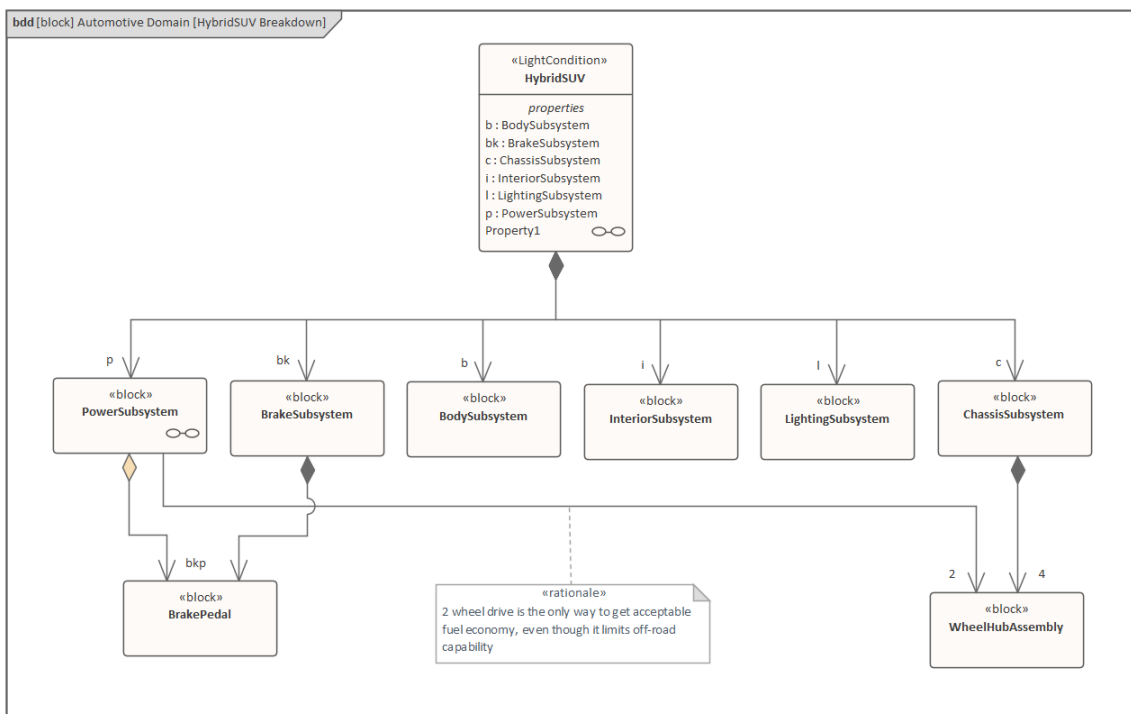 bdd [block] Automotive Domain [HybridSUV Breakdown]
«LightCondition»
HybridSUV
properties
b : BodySubsystem
bk : BrakeSubsystem
c : ChassisSubsystem
i : InteriorSubsystem
l : LightingSubsystem
p : PowerSubsystem
Property1
p
bk
b
i
l
c
«block»
PowerSubsystem
«block»
BrakeSubsystem
«block»
BodySubsystem
«block»
InteriorSubsystem
«block»
LightingSubsystem
«block»
ChassisSubsystem
bkp
2
4
«block»
BrakePedal
«rationale»
2 wheel drive is the only way to get acceptable
fuel economy, even though it limits off-road
capability
«block»
WheelHubAssembly